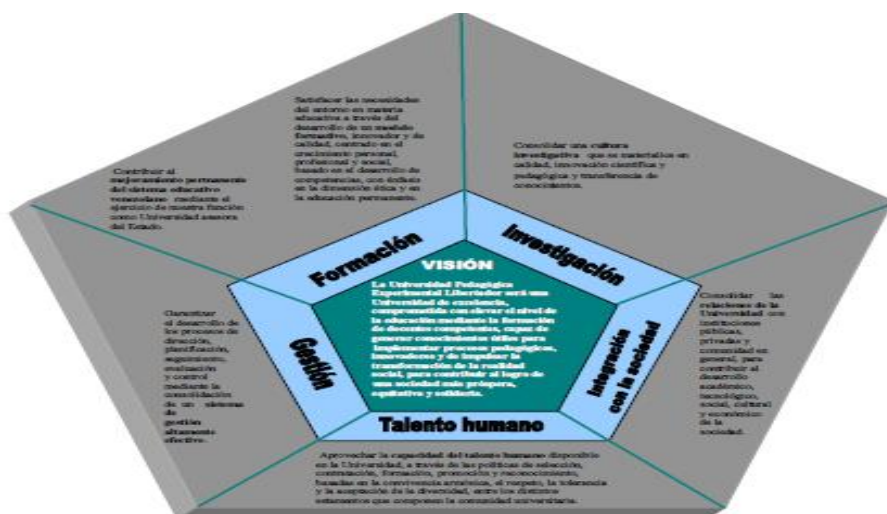 Satisfacer las necesidades
del entorno en materia
educativa a través del
desarrollo de un modelo
formativo, innovador y de
calidad, centrado en el
crecimiento personal,
profesional y social,
basado en el desarrollo de
competencias, con énfasis
en la dimensión ética y en
la educación permanente.
Consolidar una cultura
investigativa que se materialice en
calidad, innovación científica y
pedagógica y transferencia de
conocimientos.
Contribuir al
mejoramiento permanente
del sistema educativo
venezolano mediante el
ejercicio de nuestra función
como Universidad asesora
del Estado.
Formación
Investigación
VISIÓN
La Universidad Pedagógica
Experimental Libertador será una
Universidad de excelencia,
comprometida con elevar el nivel de
la educación mediante la formación
de docentes competentes, capaz de
generar conocimientos útiles para
implementar procesos pedagógicos,
innovadores y de impulsar la
transformación de la realidad
social, para contribuir al logro de
una sociedad más próspera,
equitativa y solidaria.
Gestión
Integración
con la sociedad
Talento humano
Garantizar
el desarrollo de
los procesos de
dirección,
planificación,
seguimiento,
evaluación
y control
mediante la
consolidación
de un sistema
de
gestión
altamente
efectivo.
Consolidar las
relaciones de la
Universidad con
instituciones
públicas,
privadas y
comunidad en
general, para
contribuir al
desarrollo
académico,
tecnológico,
social, cultural
y económico
de la
sociedad.
Aprovechar la capacidad del talento humano disponible
en la Universidad, a través de las políticas de selección,
contratación, formación, promoción y reconocimiento,
basadas en la convivencia armónica, el respeto, la tolerancia
y la aceptación de la diversidad, entre los distintos
estamentos que componen la comunidad universitaria.